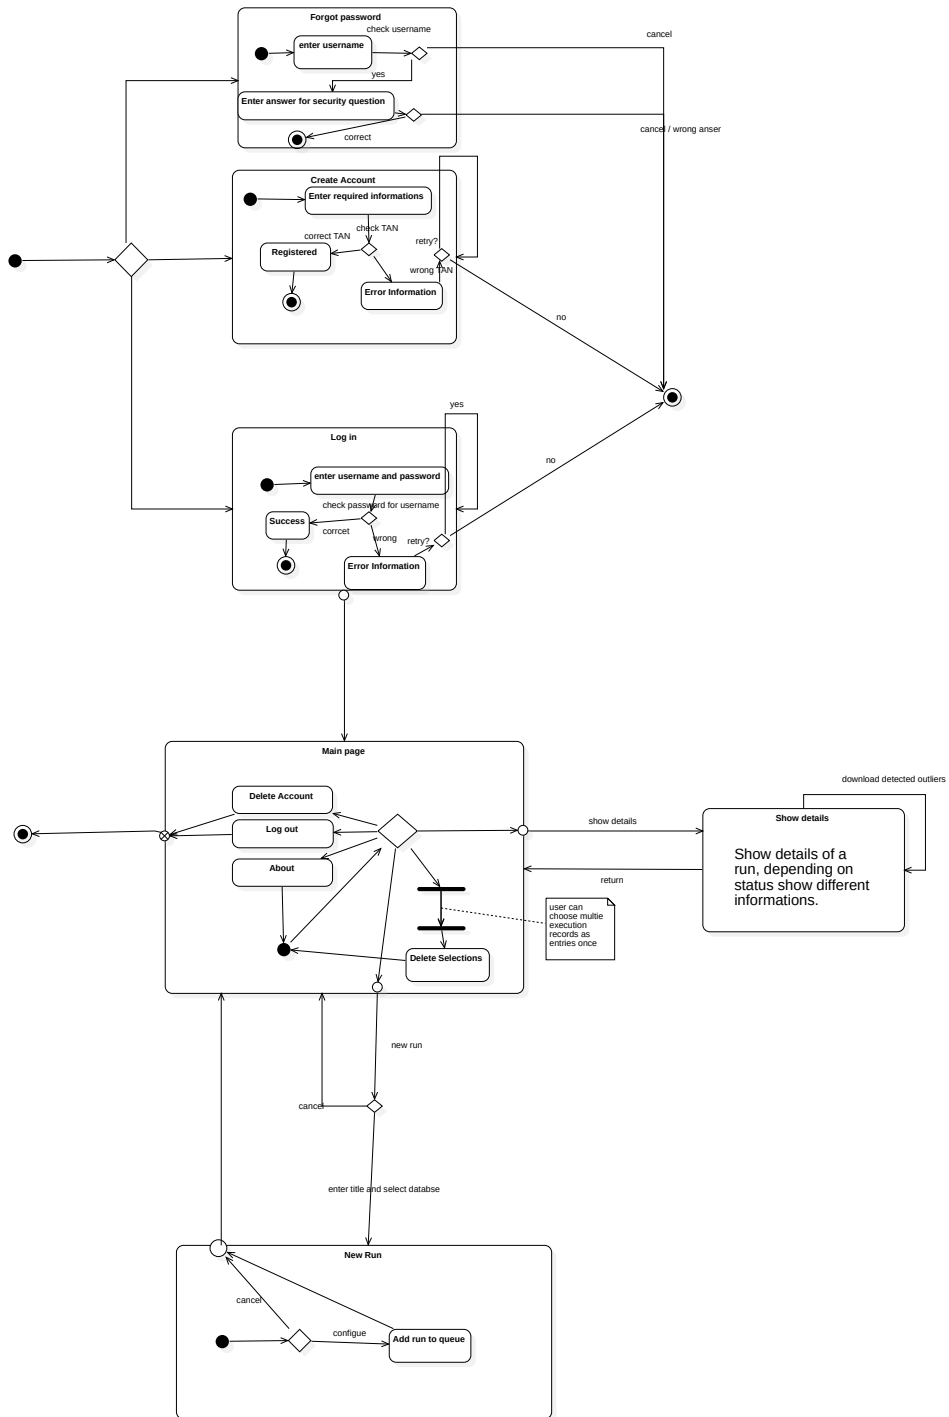 Forgot password
check username
cancel
enter username
yes
Enter answer for security question
cancel / wrong anser
correct
Create Account
Enter required informations
check TAN
correct TAN
retry?
Registered
wrong TAN
Error Information
no
yes
Log in
no
enter username and password
check password for username
Success
corrcet
wrong
retry?
Error Information
Main page
download detected outliers
Delete Account
Show details
show details
Log out
Show details of a
run, depending on
status show different
informations.
About
return
user can
choose multie
execution
records as
entries once
Delete Selections
new run
cancel
enter title and select databse
New Run
cancel
configue
Add run to queue